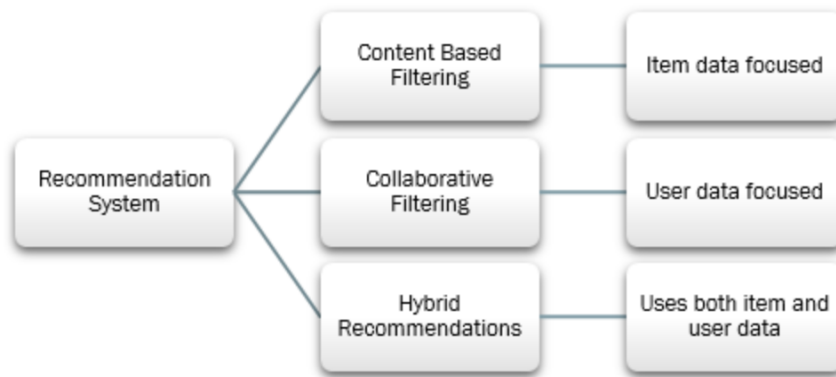 Content Based
Filtering
Item data focused
Recommendation
System
Collaborative
Filtering
User data focused
Hybrid
Recommendations
Uses both item and
user data